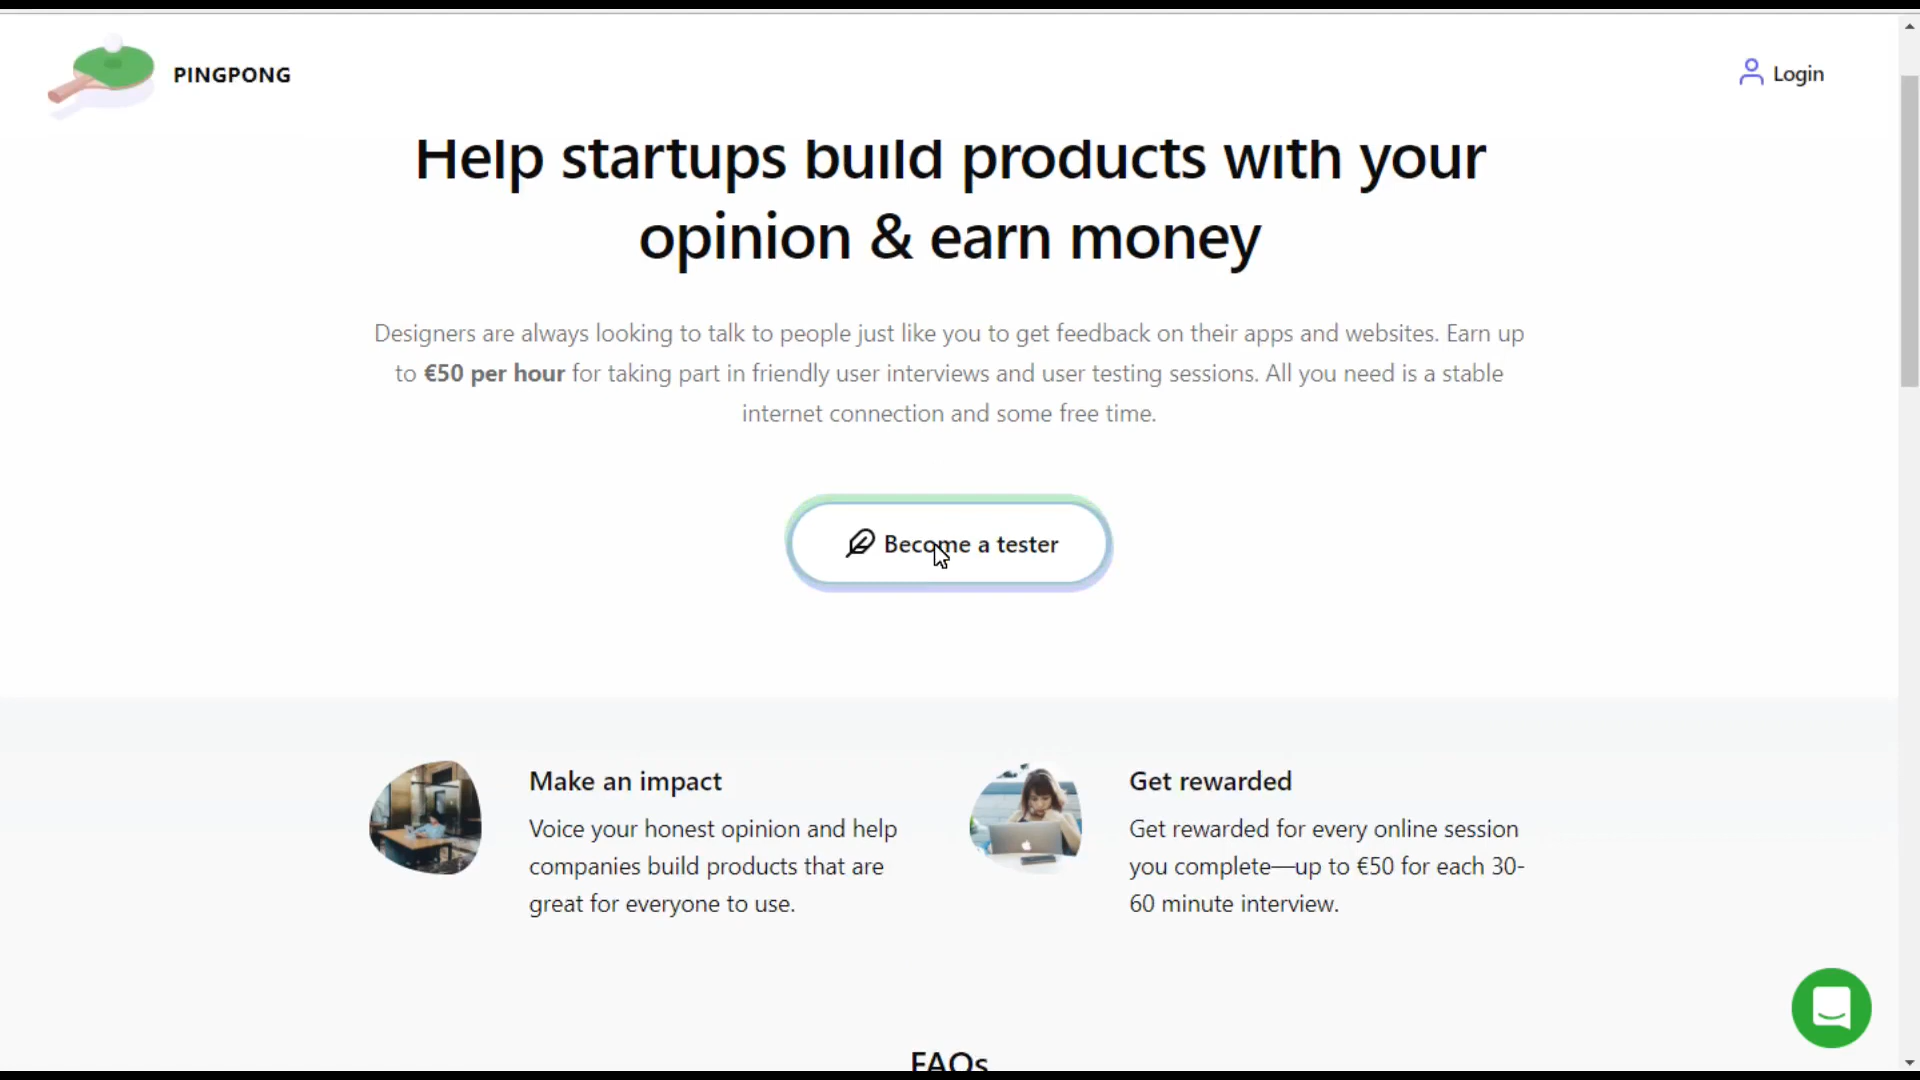 PINGPONG
Login
Help startups build products with your
opinion & earn money
Designers are always looking to talk to people just like you to get feedback on their apps and websites. Earn up
to €50 per hour for taking part in friendly user interviews and user testing sessions. All you need is a stable
internet connection and some free time.
Become a tester
Make an impact
Voice your honest opinion and help
companies build products that are
great for everyone to use.
Get rewarded
Get rewarded for every online session
you complete—up to €50 for each 30-
60 minute interview.
FAQs